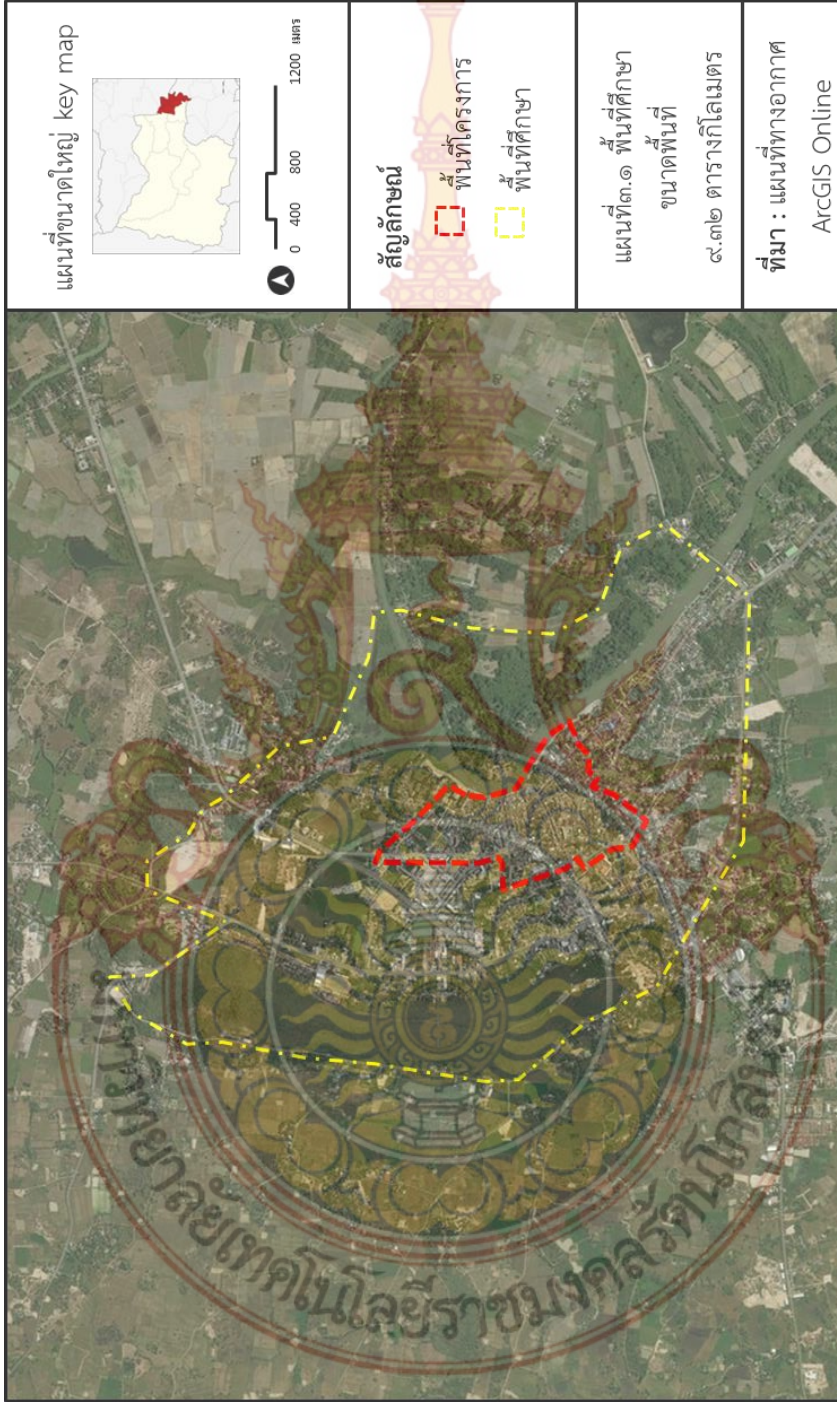 แผนที่ขนาดใหญ่ key map
0 400 800 1200 เมตร
สัญลักษณ์
พื้นที่โครงการ
พื้นที่ศึกษา
แผนที่๓.๑ พื้นที่ศึกษา
ขนาดพื้นที่
๙.๓๒ ตารางกิโลเมตร
ที่มา : แผนที่ทางอากาศ
ArcGIS Online
มหาวิทยาลัยเทคโนโลยีราชมงคลรัตนโกสินทร์